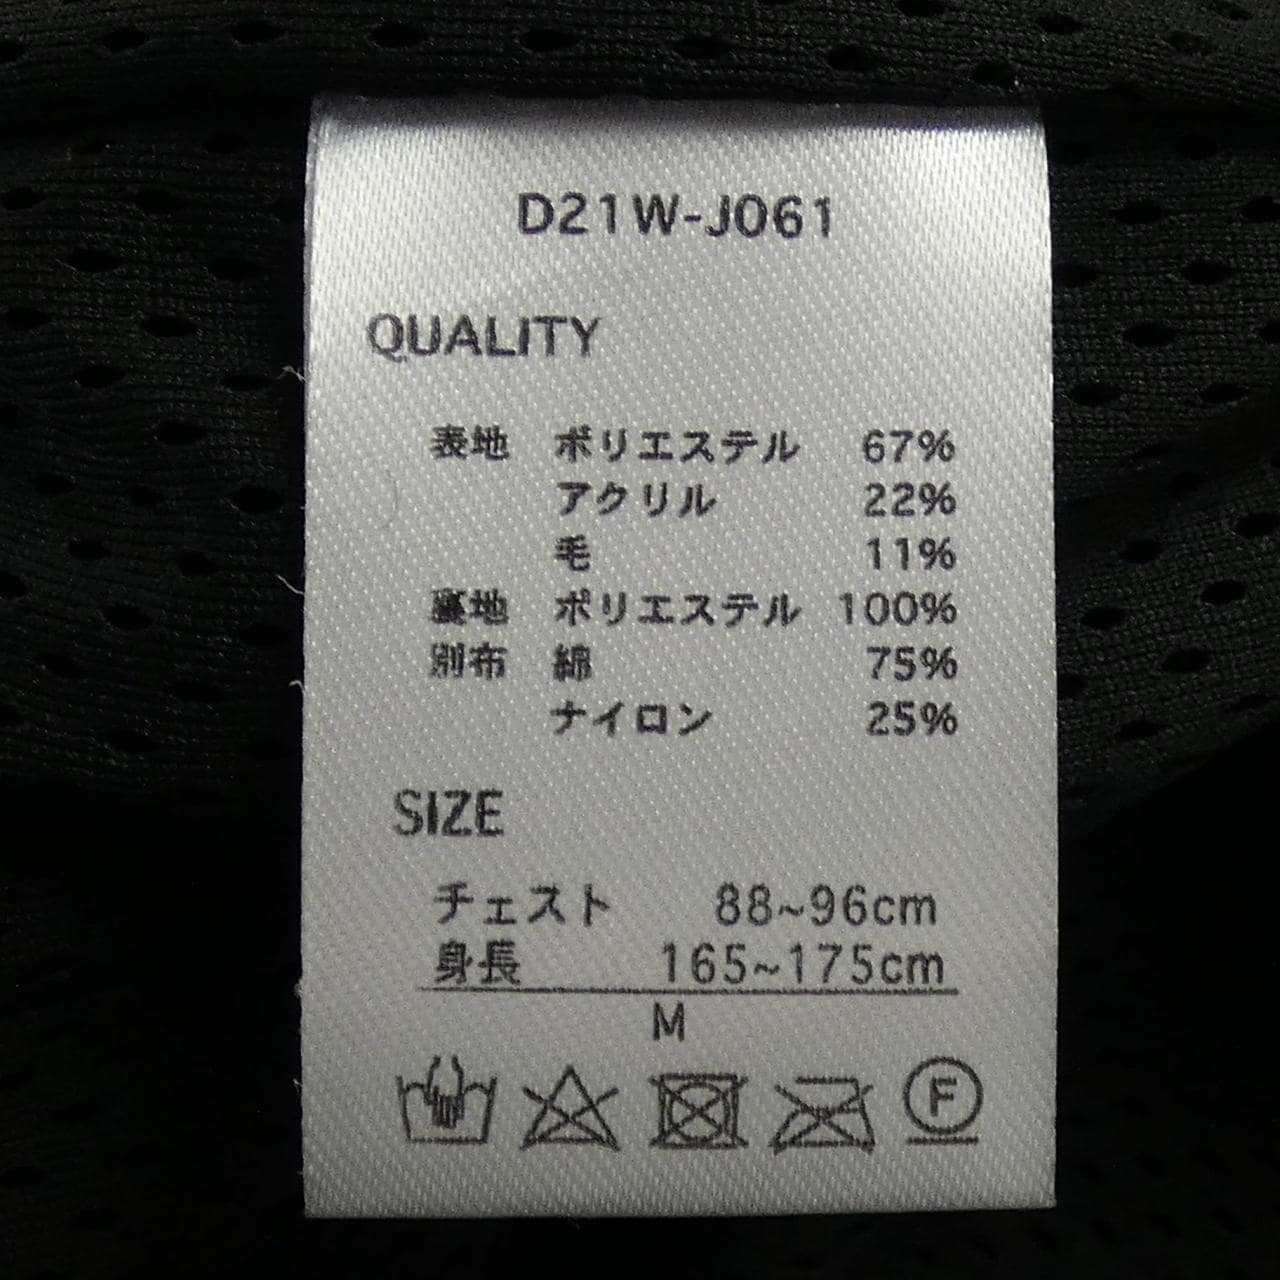 D21W-J061
QUALITY
表地 ポリエステル 67%
アクリル 22%
毛 11%
裏地 ポリエステル 100%
別布 綿 75%
ナイロン 25%
SIZE
チェスト 88~96cm
身長 165~175cm
M
F